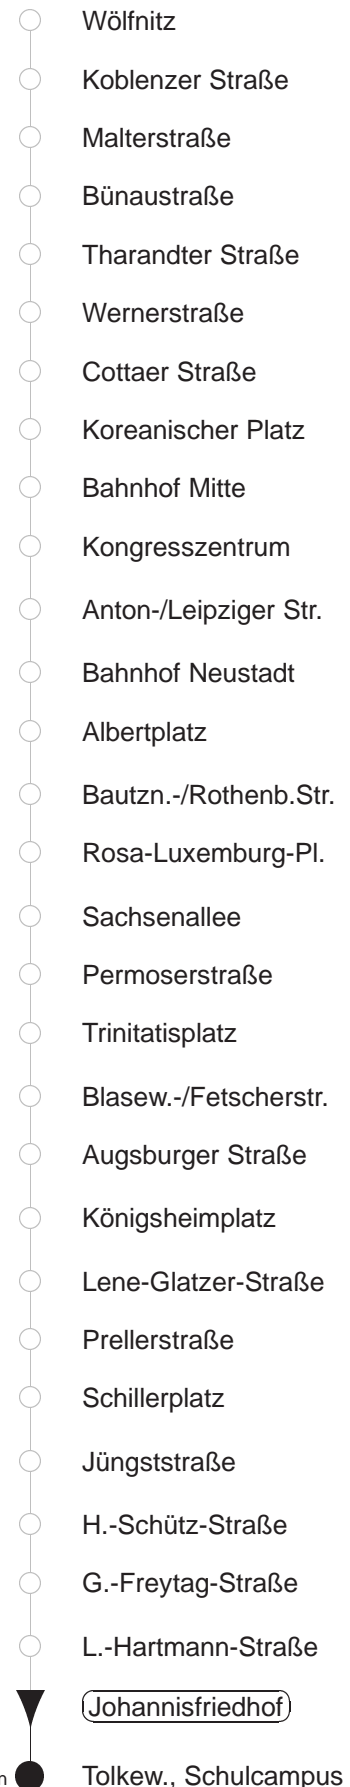 Wölfnitz
Koblenzer Straße
Malterstraße
Bünaustraße
Tharandter Straße
Wernerstraße
Cottaer Straße
Koreanischer Platz
Bahnhof Mitte
Kongresszentrum
Anton-/Leipziger Str.
Bahnhof Neustadt
Albertplatz
Bautzn.-/Rothenb.Str.
Rosa-Luxemburg-Pl.
Sachsenallee
Permoserstraße
Trinitatisplatz
Blasew.-/Fetscherstr.
Augsburger Straße
Königsheimplatz
Lene-Glatzer-Straße
Prellerstraße
Schillerplatz
Jüngststraße
H.-Schütz-Straße
G.-Freytag-Straße
L.-Hartmann-Straße
Johannisfriedhof
Tolkew., Schulcampus